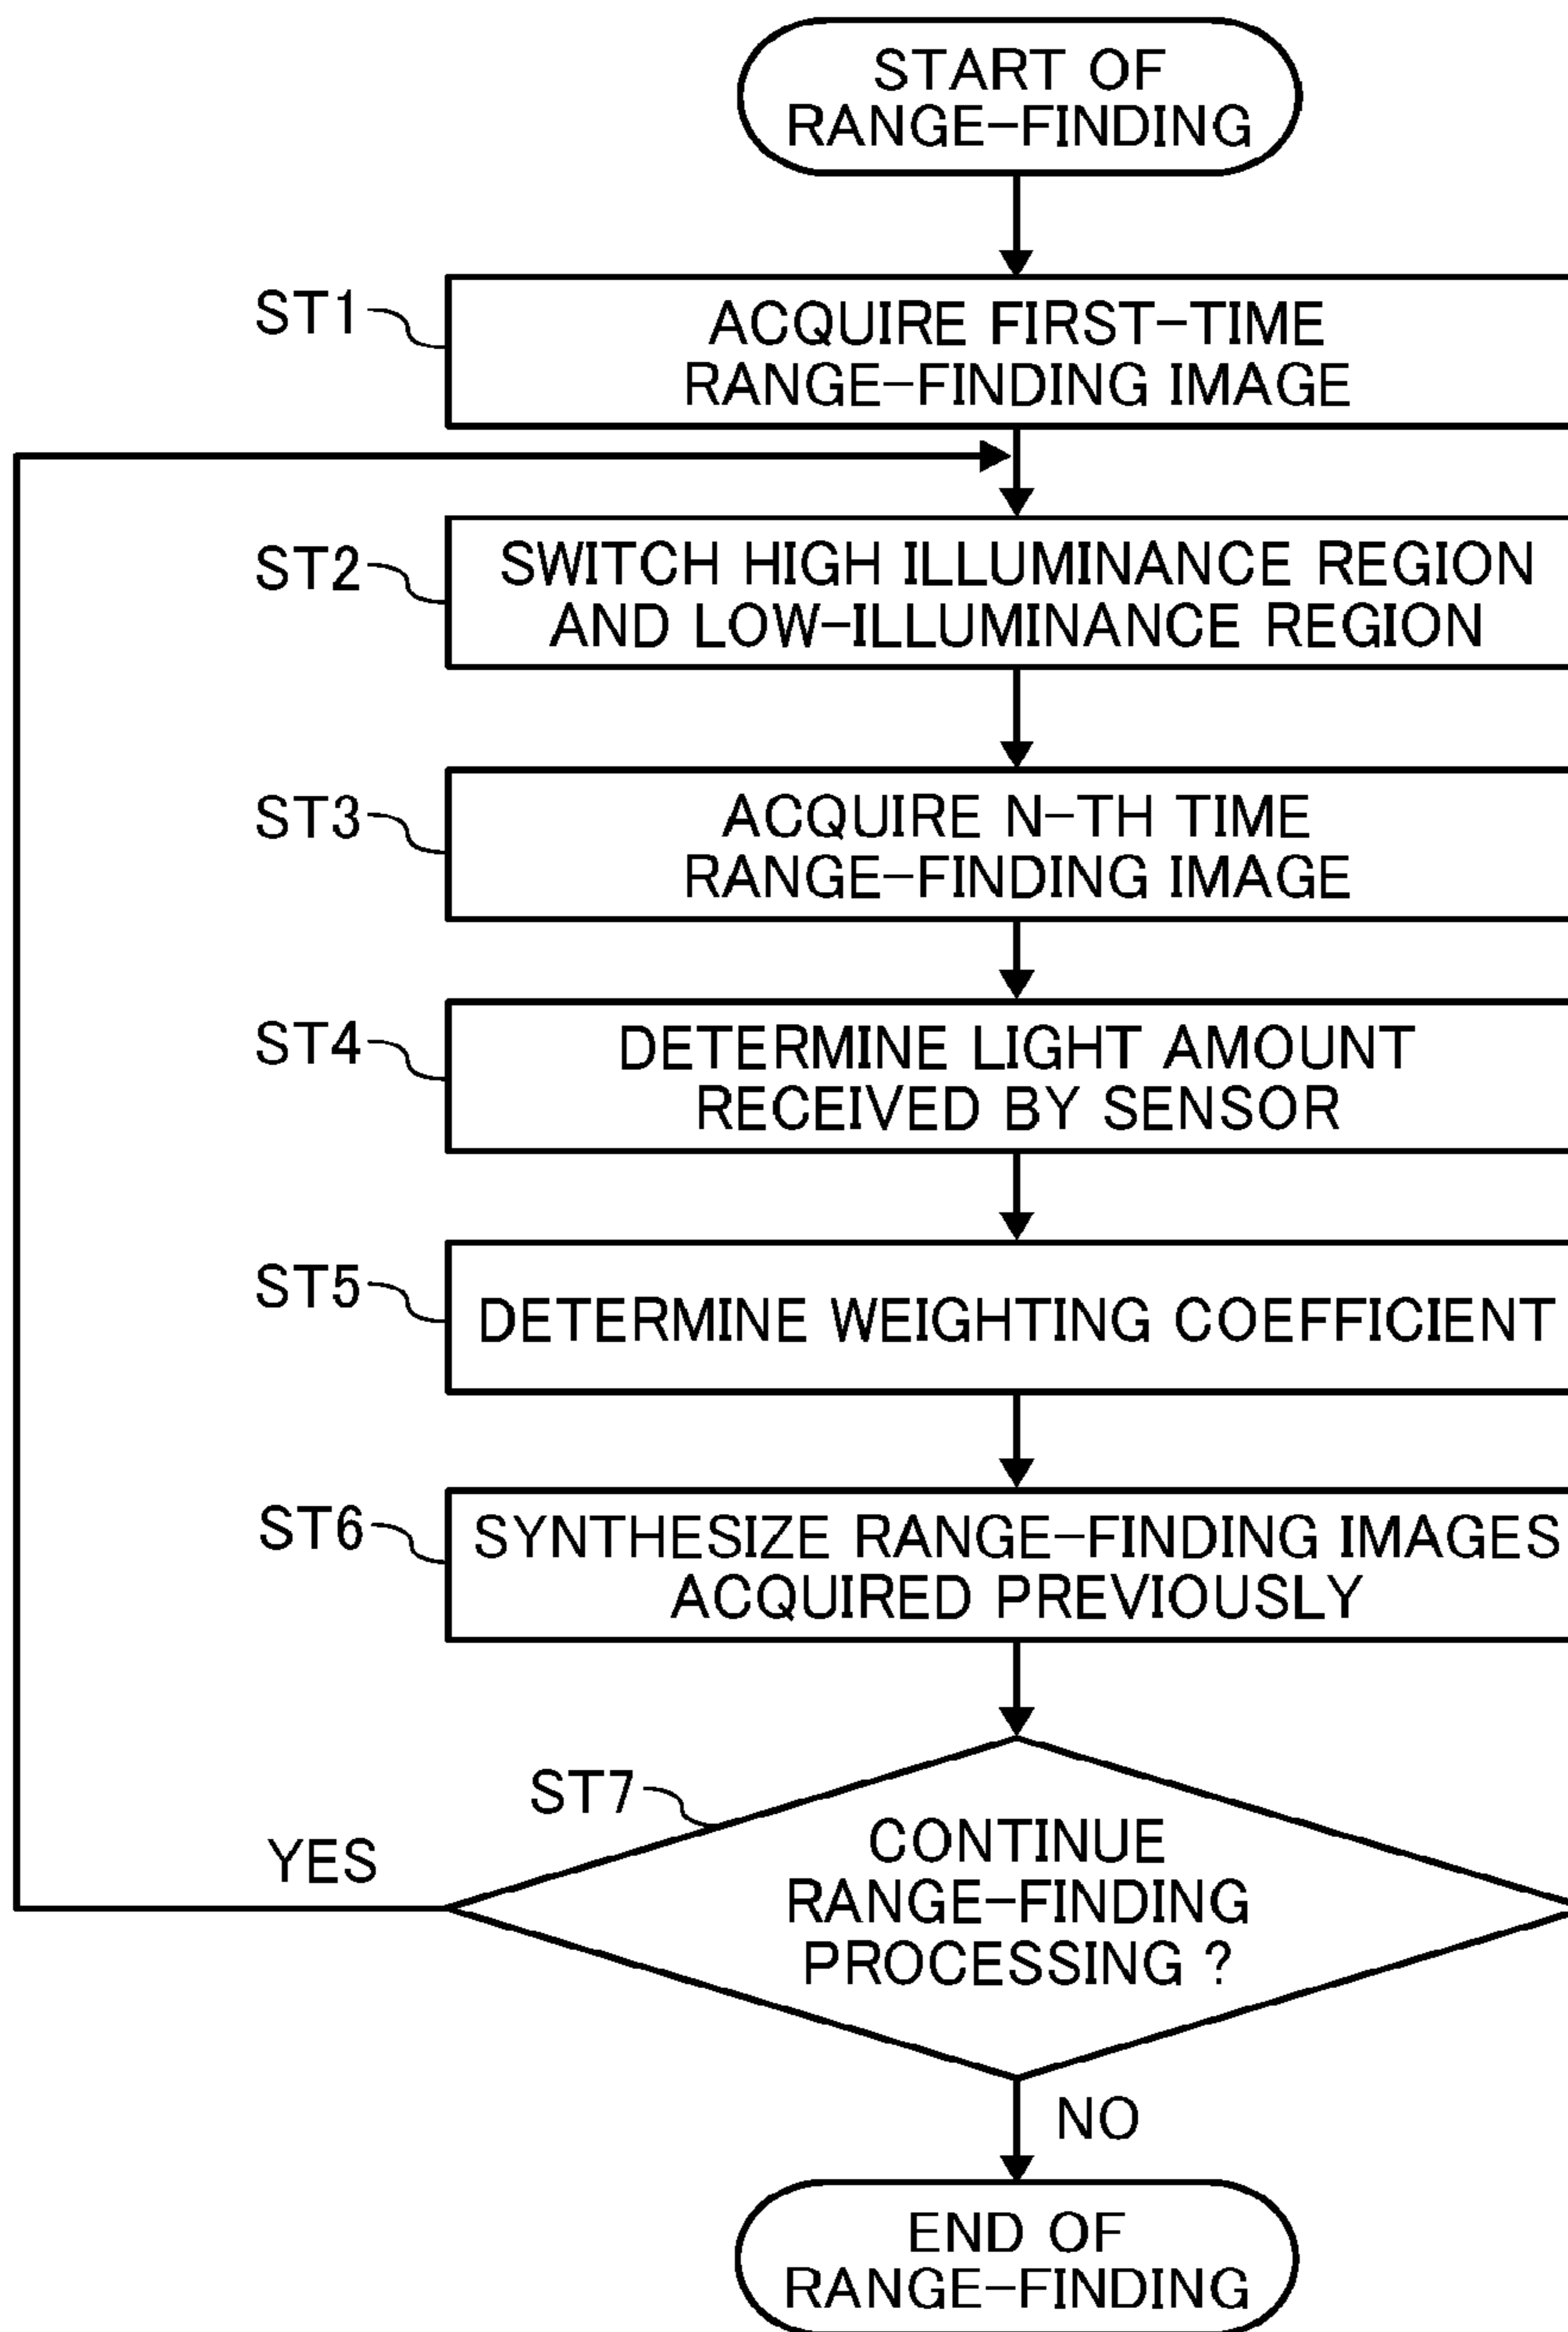 START OF
RANGE-FINDING
ST1
ACQUIRE FIRST-TIME
RANGE-FINDING IMAGE
ST2
SWITCH HIGH ILLUMINANCE REGION
AND LOW-ILLUMINANCE REGION
ST3
ACQUIRE N-TH TIME
RANGE-FINDING IMAGE
ST4
DETERMINE LIGHT AMOUNT
RECEIVED BY SENSOR
ST5
DETERMINE WEIGHTING COEFFICIENT
ST6
SYNTHESIZE RANGE-FINDING IMAGES
ACQUIRED PREVIOUSLY
ST7
CONTINUE
RANGE-FINDING
PROCESSING ?
YES
NO
END OF
RANGE-FINDING